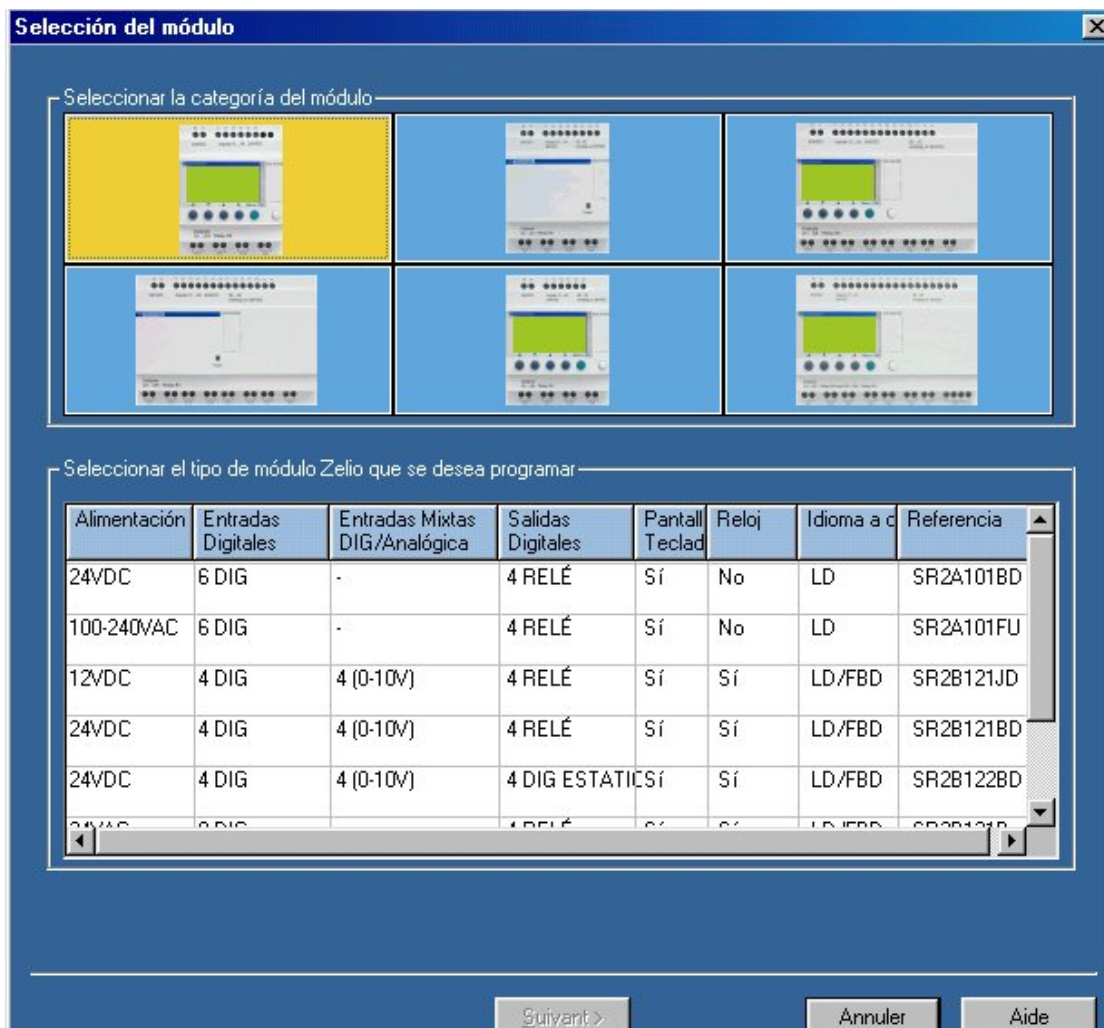 Selección del módulo
Seleccionar la categoría del módulo
Seleccionar el tipo de módulo Zelio que se desea programar
Alimentación Entradas Digitales Entradas Mixtas DIG/Analógica Salidas Digitales Pantall Teclad Reloj Idioma a c Referencia
24VDC 6 DIG - 4 RELÉ Sí No LD SR2A101BD
100-240VAC 6 DIG - 4 RELÉ Sí No LD SR2A101FU
12VDC 4 DIG 4 (0-10V) 4 RELÉ Sí Sí LD/FBD SR2B121JD
24VDC 4 DIG 4 (0-10V) 4 RELÉ Sí Sí LD/FBD SR2B121BD
24VDC 4 DIG 4 (0-10V) 4 DIG ESTATIC Sí Sí LD/FBD SR2B122BD
Suivant >
Annuler
Aide